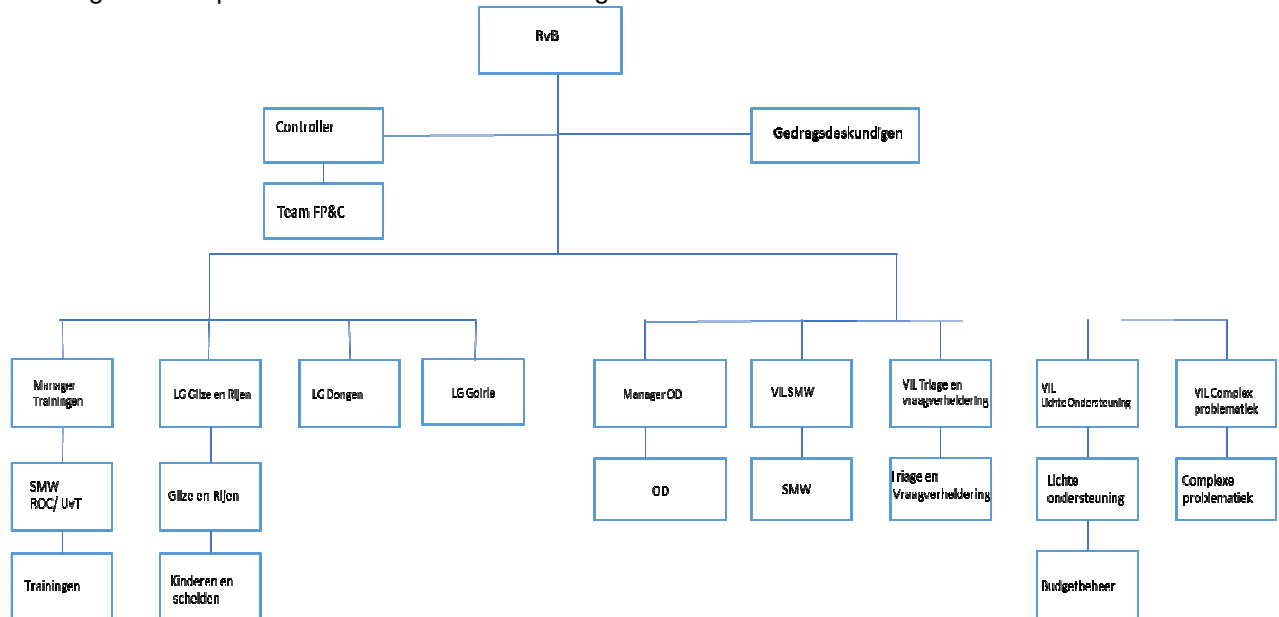 RvB
Controller
Gedragsdeskundigen
Team FP&C
Manager
Trainingen
LG Gilze en Rijen
LG Dongen
LG Goirle
Manager OD
VIL SMW
VIL Triage en
vraagverheldering
VIL
Lichte Ondersteuning
VIL Complex
problematiek
SMW
ROC/ UvT
Gilze en Rijen
OD
SMW
Triage en
Vraagverheldering
Lichte
ondersteuning
Complexe
problematiek
Trainingen
Kinderen en
scheiden
Budgetbeheer